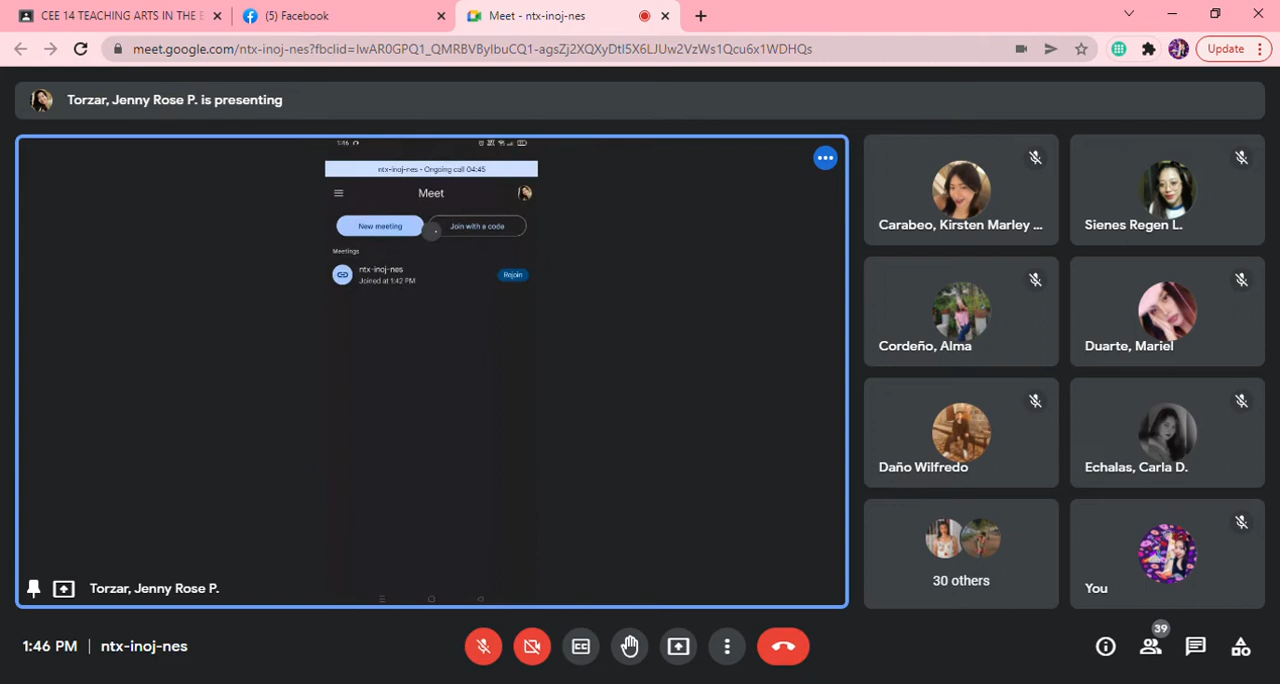 CEE 14 TEACHING ARTS IN THE E
(5) Facebook
Meet - ntx-inoj-nes
meet.google.com/ntx-inoj-nes?fbclid=IwAR0GPQ1_QMRBVByIbuCQ1-agsZj2XQXyDtI5X6LJUw2VzWs1Qcu6x1WDHQs
Update
Torzar, Jenny Rose P. is presenting
1:46
ntx-inoj-nes - Ongoing call 04:45
Meet
New meeting
Join with a code
Meetings
ntx-inoj-nes
Joined at 1:42 PM
Rejoin
Torzar, Jenny Rose P.
Carabeo, Kirsten Marley ...
Sienes Regen L.
Cordeño, Alma
Duarte, Mariel
Daño Wilfredo
Echalas, Carla D.
30 others
You
1:46 PM | ntx-inoj-nes
39